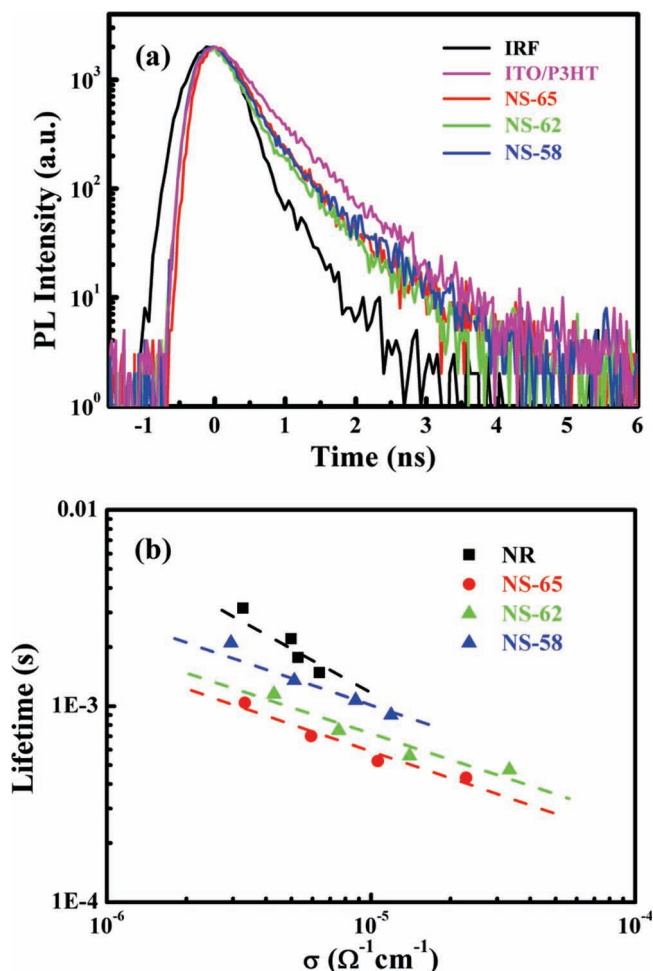 (a)
IRF
ITO/P3HT
NS-65
NS-62
NS-58
PL Intensity (a.u.)
10³
10²
10¹
10⁰
-1 0 1 2 3 4 5 6
Time (ns)
(b)
NR
NS-65
NS-62
NS-58
Lifetime (s)
0.01
1E-3
1E-4
10⁻⁶ 10⁻⁵ 10⁻⁴
σ (Ω⁻¹cm⁻¹)